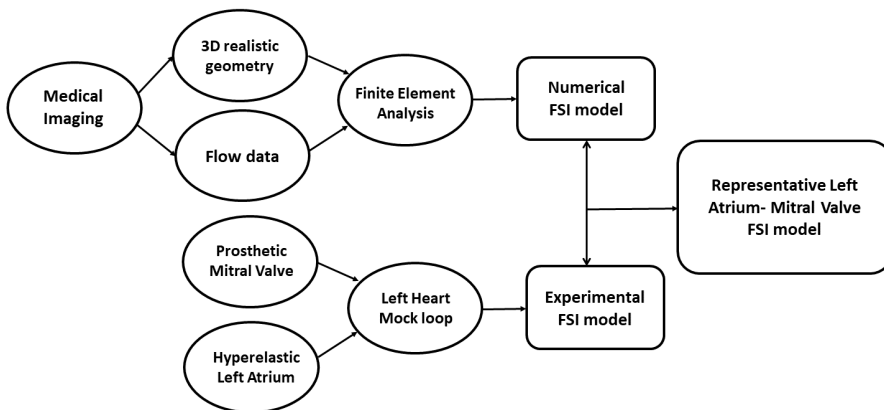 3D realistic
geometry
Medical
Imaging
Flow data
Finite Element
Analysis
Numerical
FSI model
Representative Left
Atrium- Mitral Valve
FSI model
Prosthetic
Mitral Valve
Hyperelastic
Left Atrium
Left Heart
Mock loop
Experimental
FSI model